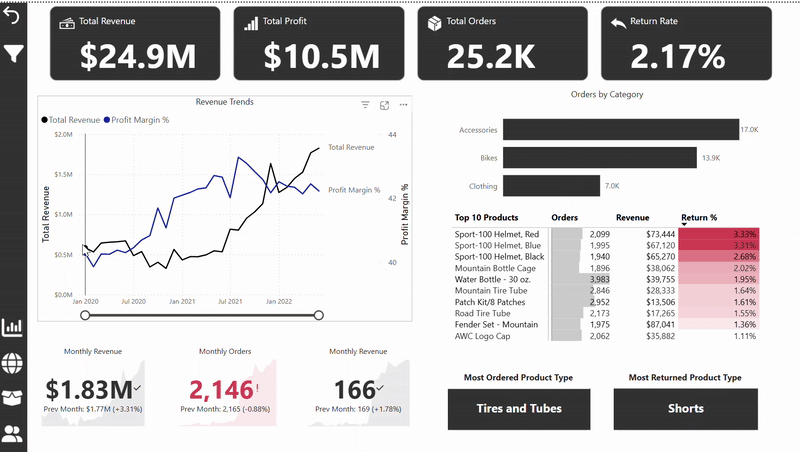 Total Revenue
$24.9M
Total Profit
$10.5M
Total Orders
25.2K
Return Rate
2.17%
Revenue Trends
Total Revenue Profit Margin %
$2.0M
$1.5M
$1.0M
$0.5M
$0.0M
Total Revenue
44
42
40
Profit Margin %
Total Revenue
Profit Margin %
Jan 2020 Jul 2020 Jan 2021 Jul 2021 Jan 2022
Orders by Category
Accessories 17.0K
Bikes 13.9K
Clothing 7.0K
Top 10 Products Orders Revenue Return %
Sport-100 Helmet, Red 2,099 $73,444 3.33%
Sport-100 Helmet, Blue 1,995 $67,120 3.31%
Sport-100 Helmet, Black 1,940 $65,270 2.68%
Mountain Bottle Cage 1,896 $38,062 2.02%
Water Bottle - 30 oz. 3,983 $39,755 1.95%
Mountain Tire Tube 2,846 $28,333 1.64%
Patch Kit/8 Patches 2,952 $13,506 1.61%
Road Tire Tube 2,173 $17,265 1.55%
Fender Set - Mountain 1,975 $87,041 1.36%
AWC Logo Cap 2,062 $35,882 1.11%
Monthly Revenue
$1.83M
Prev Month: $1.77M (+3.31%)
Monthly Orders
2,146!
Prev Month: 2,165 (-0.88%)
Monthly Revenue
166
Prev Month: 169 (+1.78%)
Most Ordered Product Type
Tires and Tubes
Most Returned Product Type
Shorts